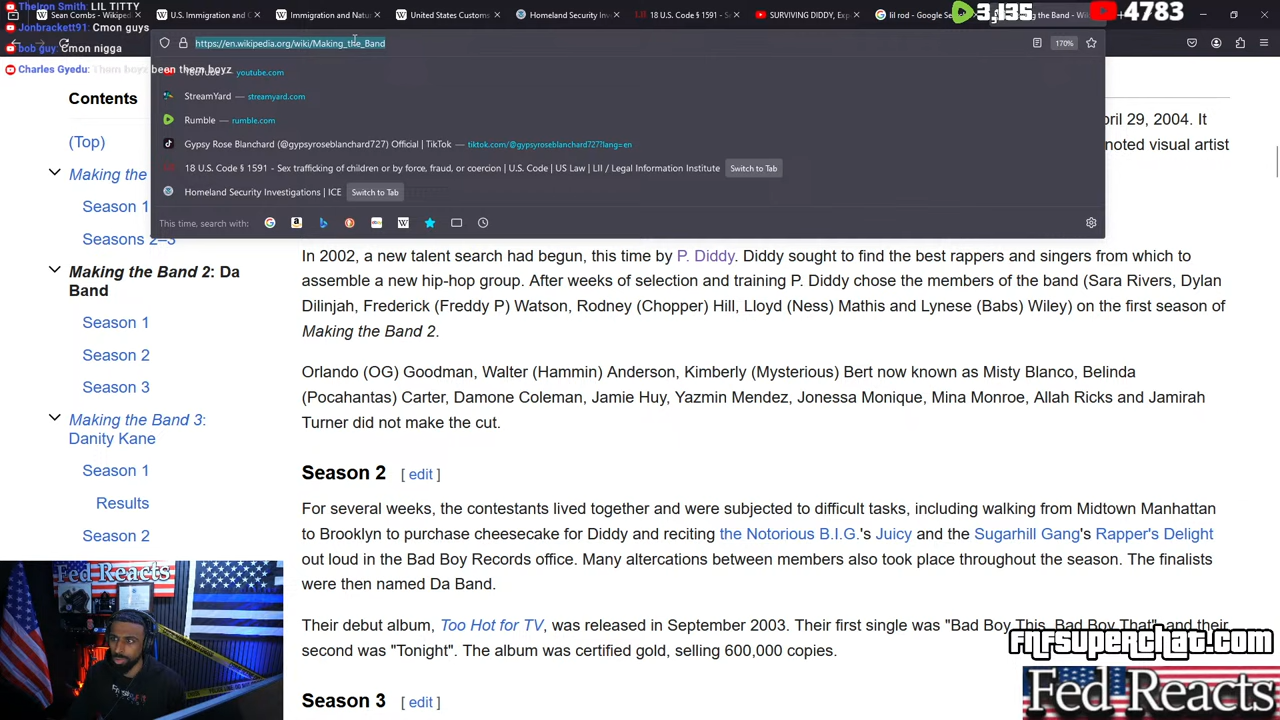 Thelron Smith: LIL TITTY
Sean Combs - Wikiped
U.S. Immigration and C
Immigration and Natu
United States Custom
Homeland Security Inv
18 U.S. Code § 1591 - S
lil rod - Google Se
3,135
4783
Jonbrackett91: Cmon guys
bob guy: Cmon nigga
https://en.wikipedia.org/wiki/Making_the_Band
170%
Charles Gyedu: Them boyz been them boyz
YouTube — youtube.com
StreamYard — streamyard.com
Rumble — rumble.com
Gypsy Rose Blanchard (@gypsyroseblanchard727) Official | TikTok — tiktok.com/@gypsyroseblanchard727?lang=en
18 U.S. Code § 1591 - Sex trafficking of children or by force, fraud, or coercion | U.S. Code | US Law | LII / Legal Information Institute Switch to Tab
Homeland Security Investigations | ICE Switch to Tab
This time, search with:
Contents
(Top)
Making the
Season 1
Seasons 2–3
Making the Band 2: Da
Band
Season 1
Season 2
Season 3
Making the Band 3:
Danity Kane
Season 1
Results
Season 2
pril 29, 2004. It
noted visual artist
In 2002, a new talent search had begun, this time by P. Diddy. Diddy sought to find the best rappers and singers from which to
assemble a new hip-hop group. After weeks of selection and training P. Diddy chose the members of the band (Sara Rivers, Dylan
Dilinjah, Frederick (Freddy P) Watson, Rodney (Chopper) Hill, Lloyd (Ness) Mathis and Lynese (Babs) Wiley) on the first season of
Making the Band 2.
Orlando (OG) Goodman, Walter (Hammin) Anderson, Kimberly (Mysterious) Bert now known as Misty Blanco, Belinda
(Pocahantas) Carter, Damone Coleman, Jamie Huy, Yazmin Mendez, Jonessa Monique, Mina Monroe, Allah Ricks and Jamirah
Turner did not make the cut.
Season 2 [ edit ]
For several weeks, the contestants lived together and were subjected to difficult tasks, including walking from Midtown Manhattan
to Brooklyn to purchase cheesecake for Diddy and reciting the Notorious B.I.G.'s Juicy and the Sugarhill Gang's Rapper's Delight
out loud in the Bad Boy Records office. Many altercations between members also took place throughout the season. The finalists
were then named Da Band.
Their debut album, Too Hot for TV, was released in September 2003. Their first single was "Bad Boy This, Bad Boy That", and their
second was "Tonight". The album was certified gold, selling 600,000 copies.
Season 3 [ edit ]
Fed Reacts
FNFSUPERCHAT.COM
Fed Reacts